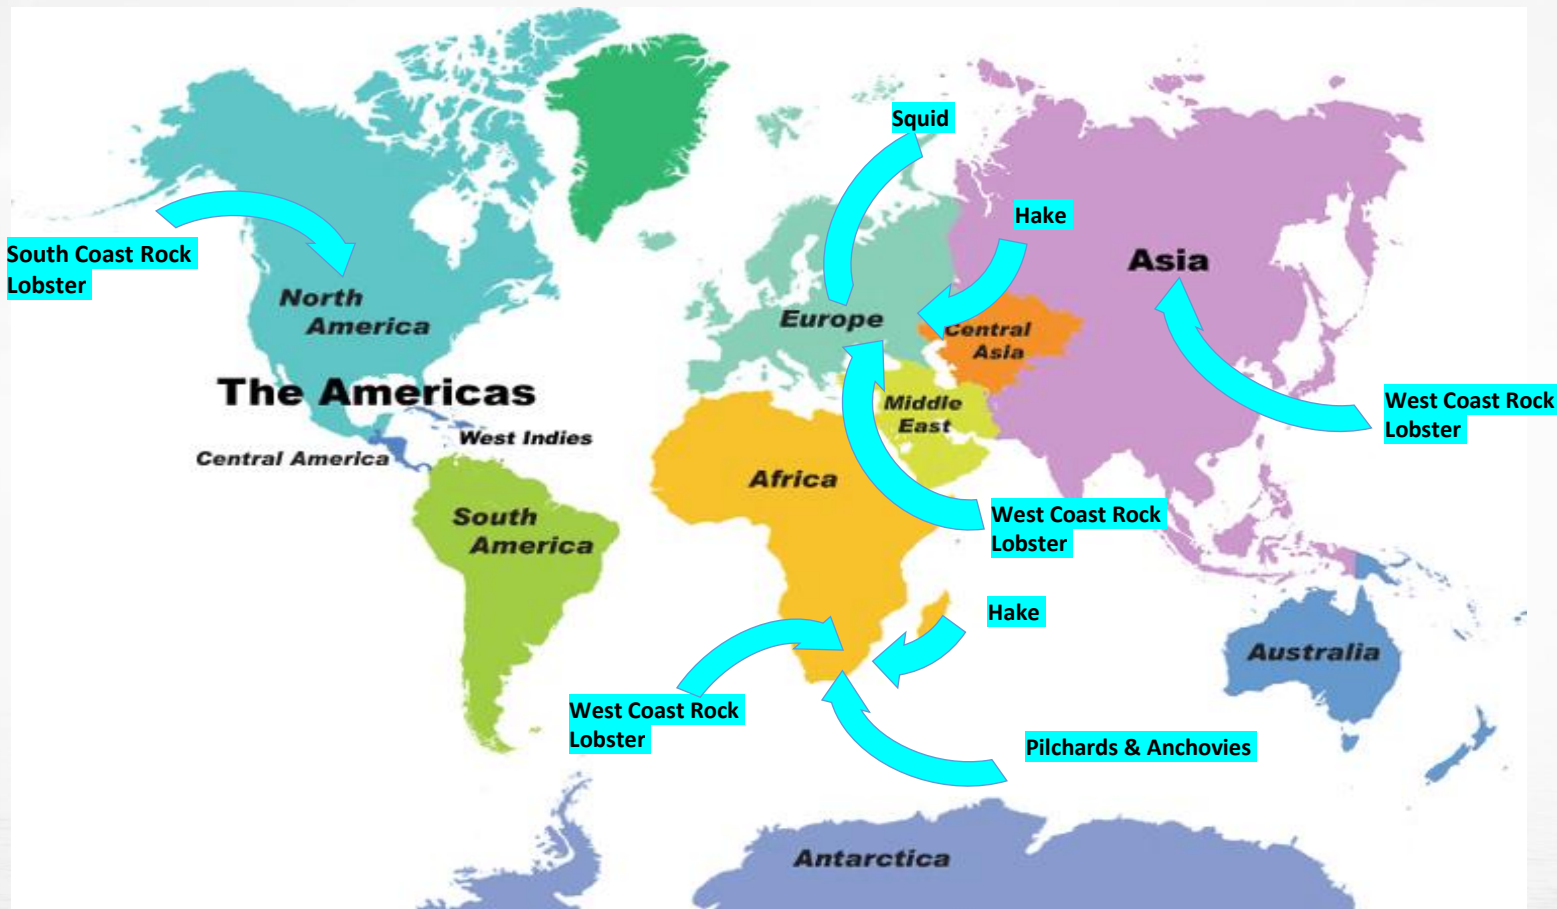 Squid
Hake
South Coast Rock
Lobster
Asia
North
America
Europe
Central
Asia
The Americas
Middle
East
West Coast Rock
Lobster
West Indies
Central America
Africa
South
America
West Coast Rock
Lobster
Hake
Australia
West Coast Rock
Lobster
Pilchards & Anchovies
Antarctica